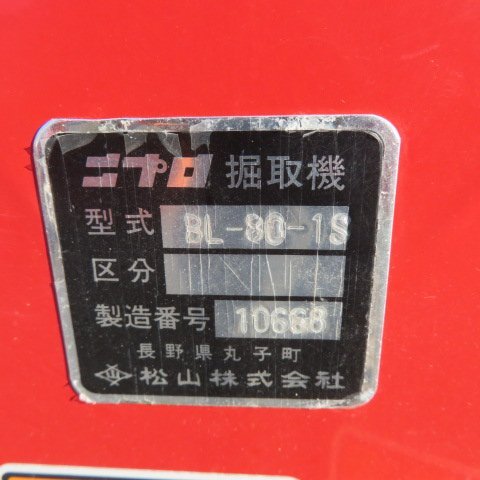 ニプロ 掘取機
型式 BL-80-1S
区分
製造番号 10668
長野県丸子町
松山株式会社